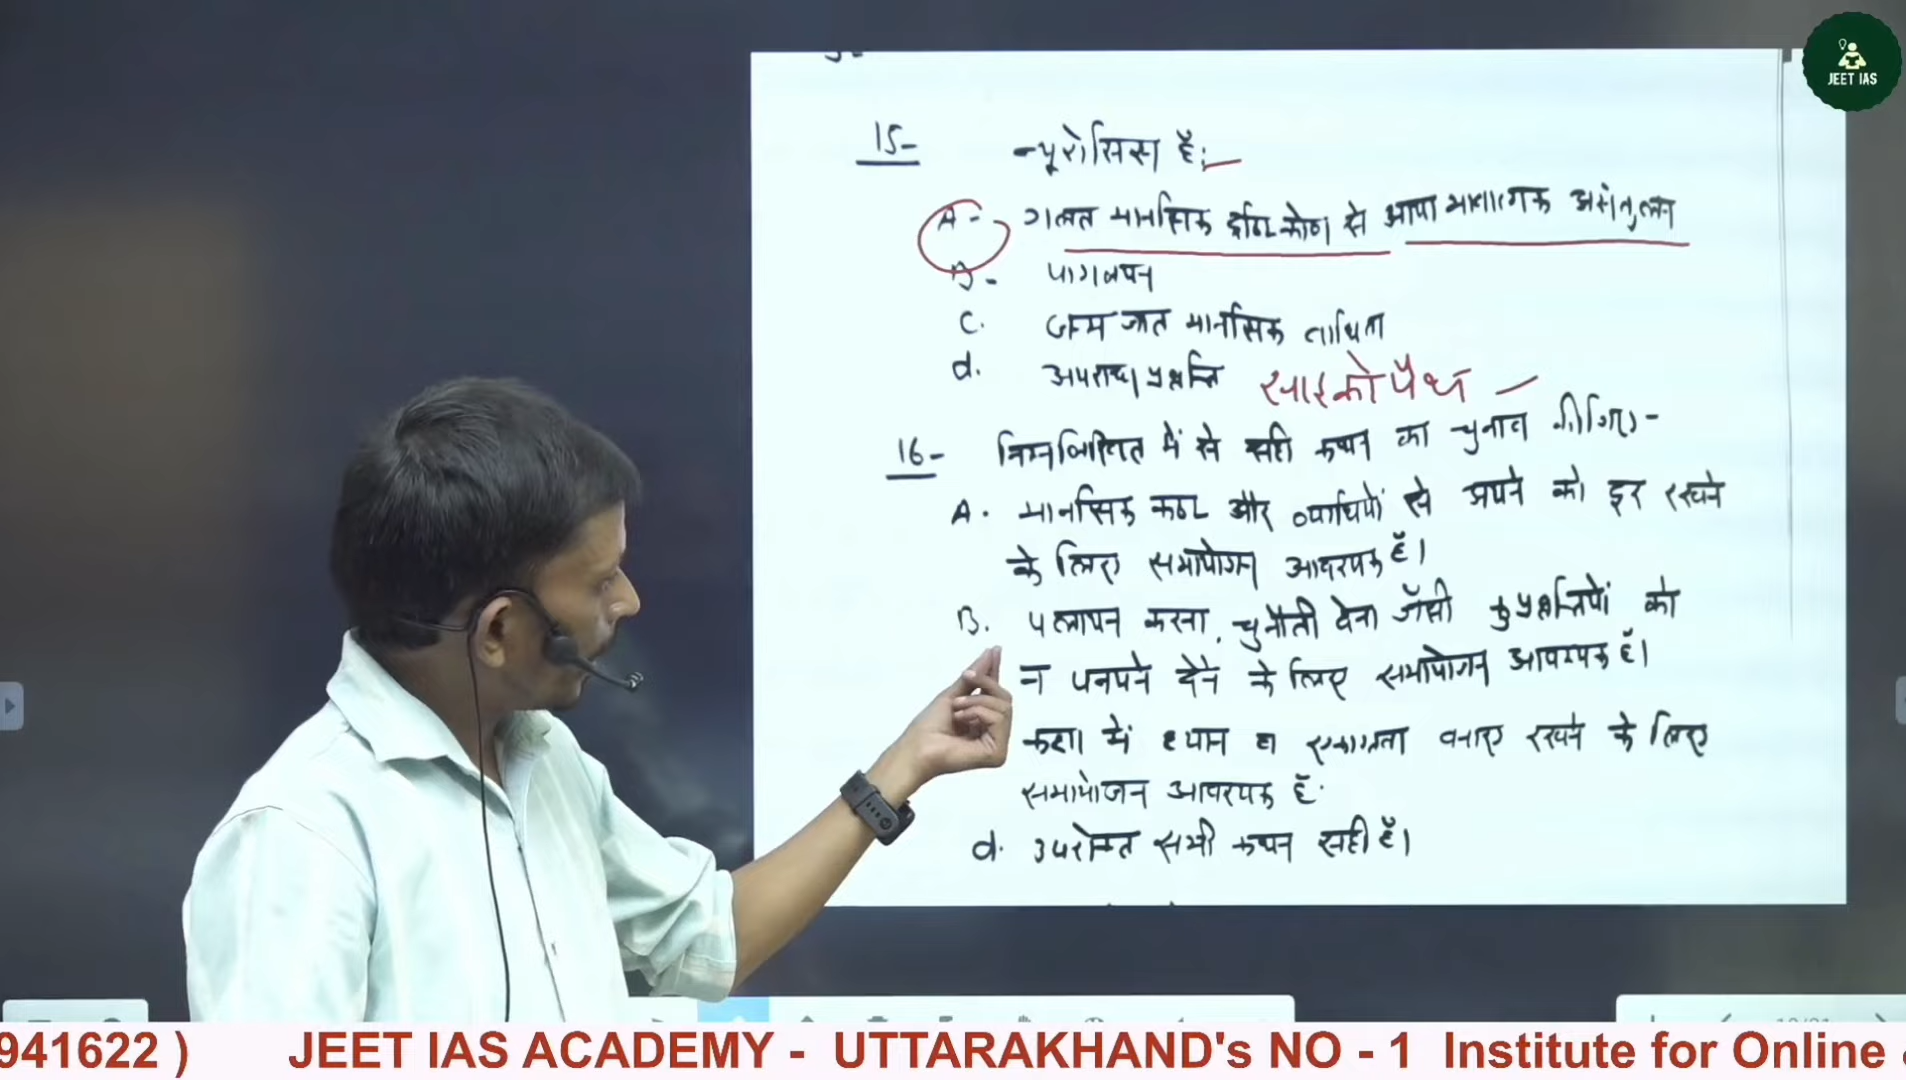 JEET IAS
15-
न्यूरोसिस है:
A- गलत मानसिक दृष्टिकोण से आया भावात्मक असंतुलन
B- पागलपन
C. जन्म जात मानसिक व्याधियां
d. अपराध प्रवृत्ति साइकोपैथ
16- निम्नलिखित में से सही कथन का चुनाव कीजिए-
A. मानसिक कष्ट और व्याधियों से अपने को दूर रखने
के लिए समायोजन आवश्यक है।
B. पलायन करना, चुनौती देना जैसी कुप्रवृत्तियों को
न पनपने देने के लिए समायोजन आवश्यक है।
कक्षा में ध्यान व एकाग्रता बनाए रखने के लिए
समायोजन आवश्यक है.
d. उपरोक्त सभी कथन सही है।
941622 ) JEET IAS ACADEMY - UTTARAKHAND's NO - 1 Institute for Online &